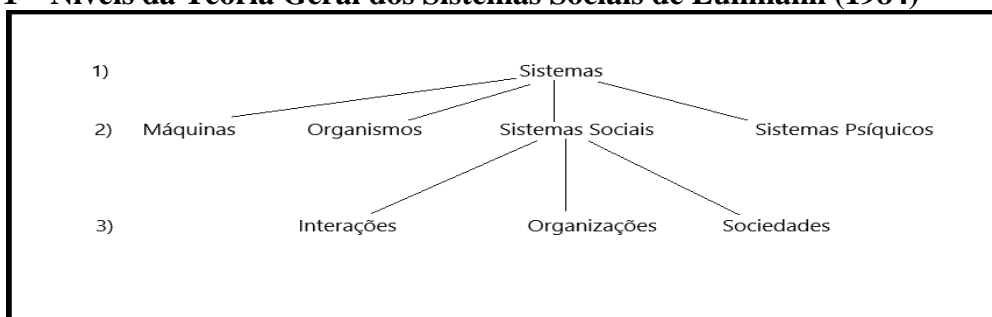 1 – Níveis da Teoria Geral dos Sistemas Sociais de Luhmann (1984)
1) Sistemas
2) Máquinas Organismos Sistemas Sociais Sistemas Psíquicos
3) Interações Organizações Sociedades